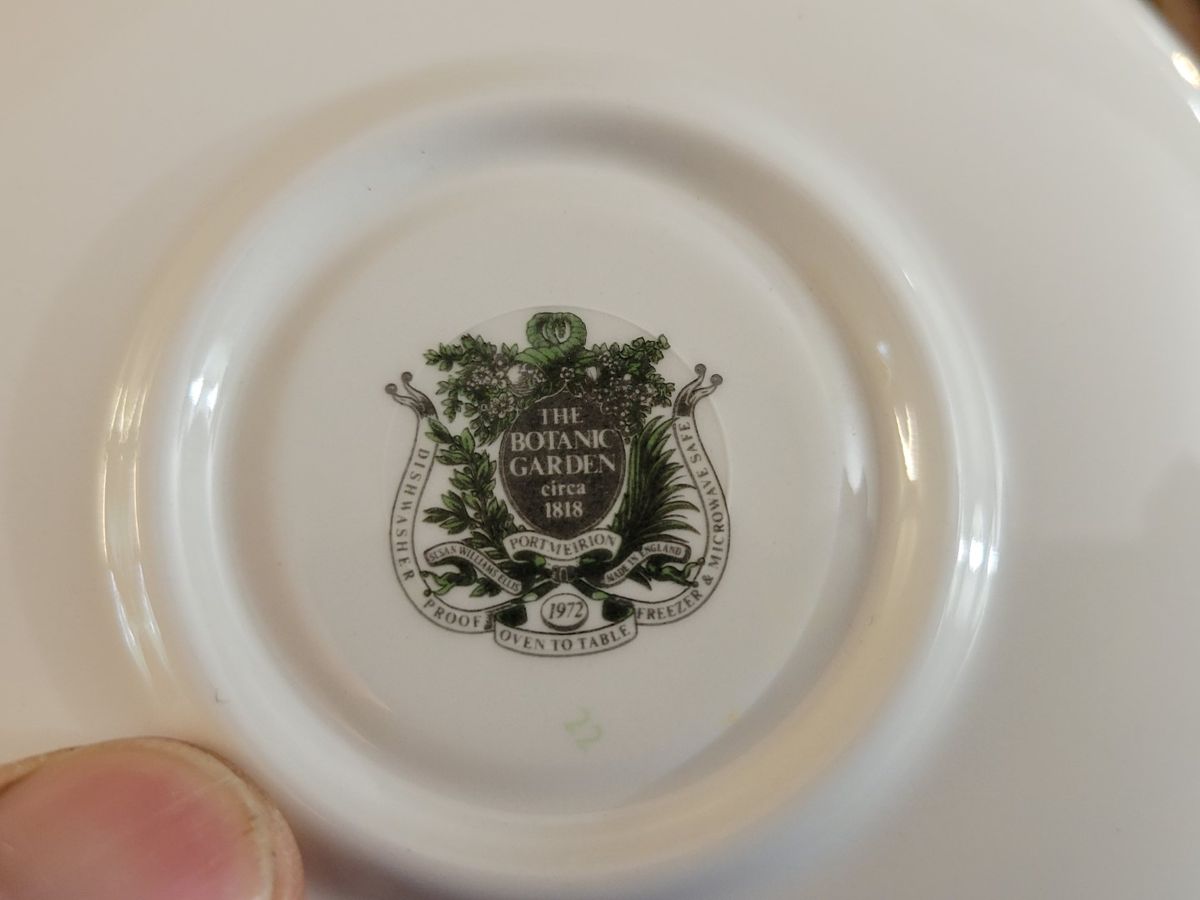 THE
BOTANIC
GARDEN
circa
1818
PORTMEIRION
SUSAN WILLIAMS-ELLIS
MADE IN ENGLAND
1972
DISHWASHER PROOF
OVEN TO TABLE
FREEZER & MICROWAVE SAFE
22